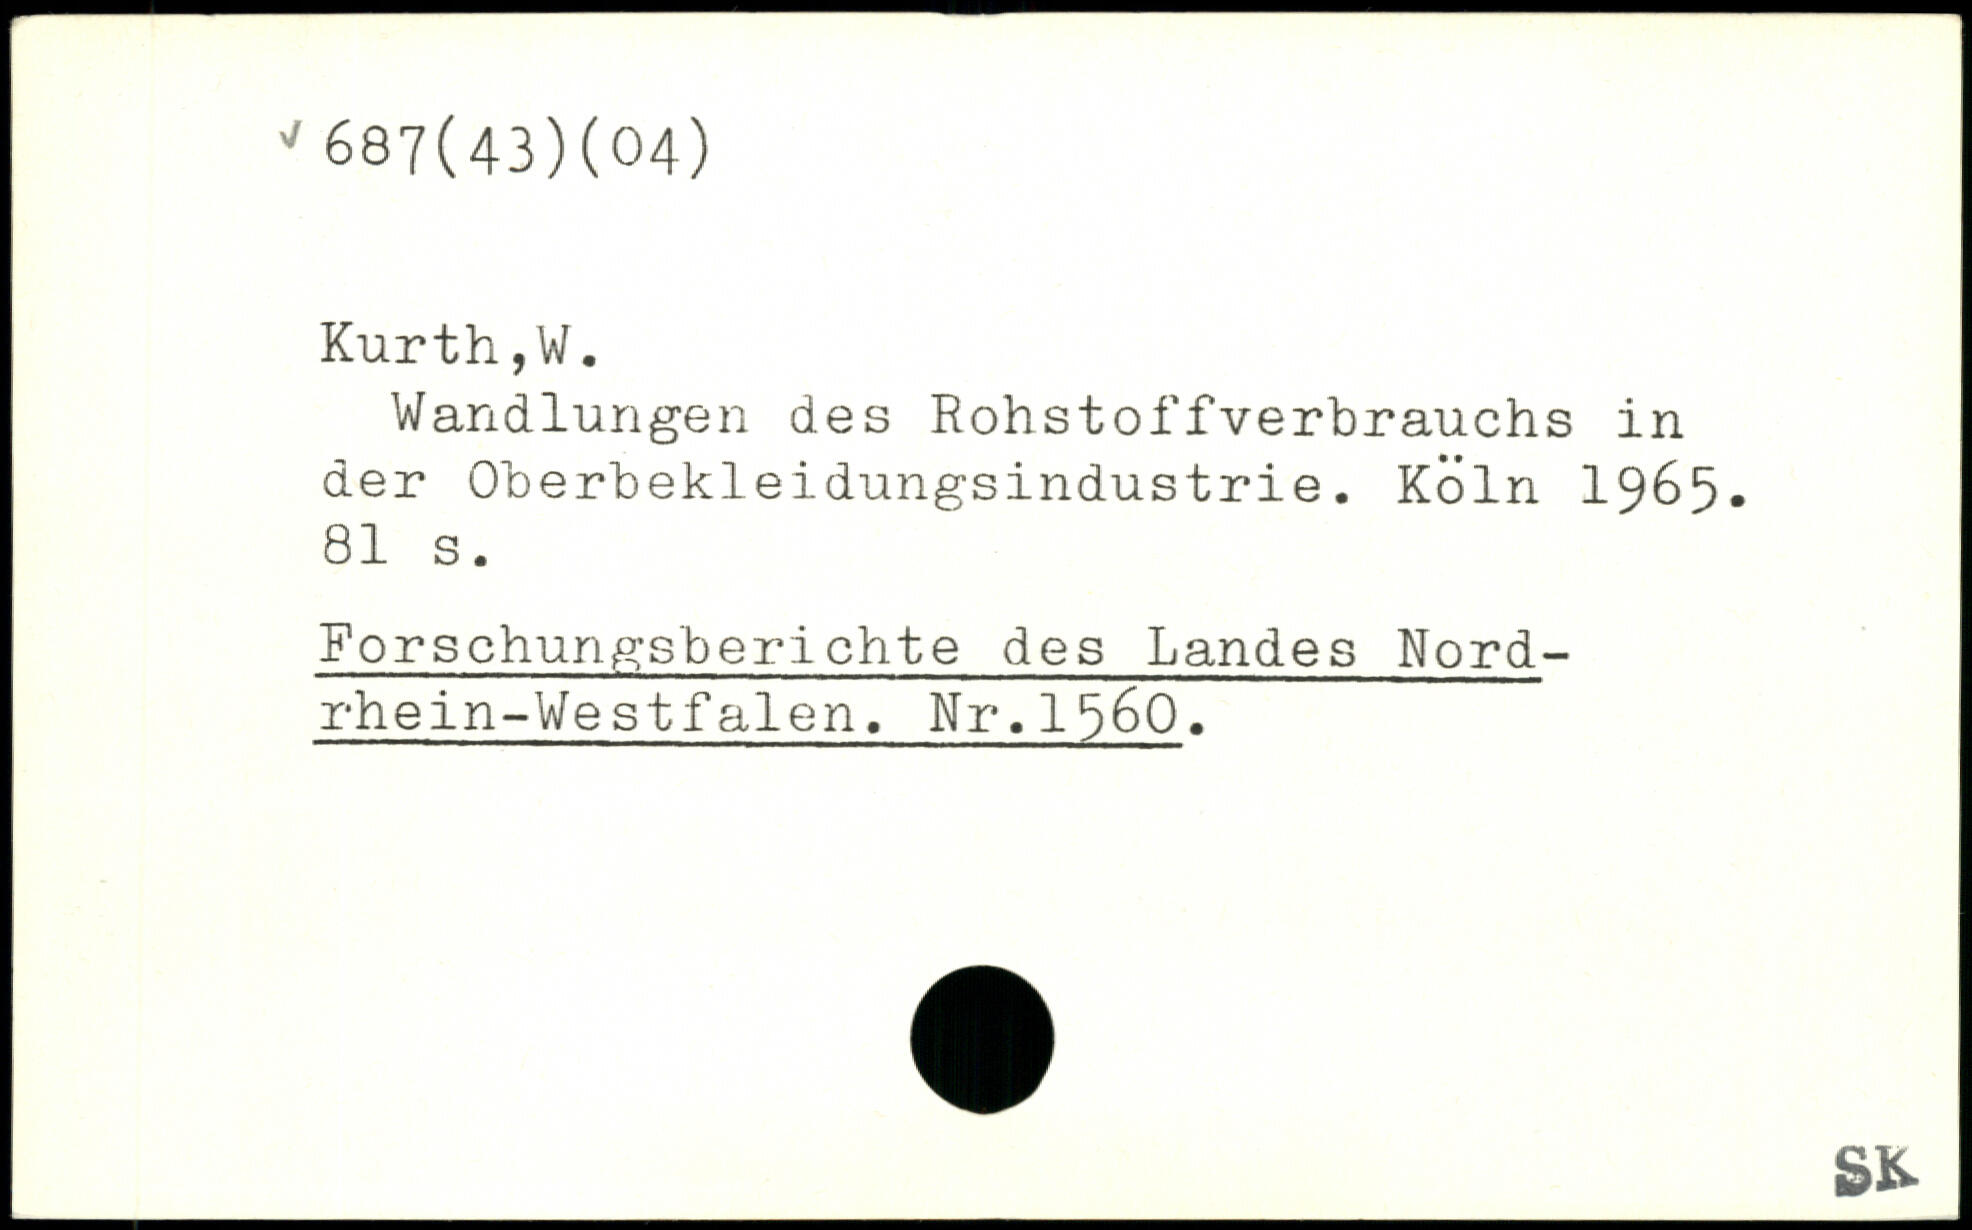 ✓ 687(43)(04)
Kurth,W.
Wandlungen des Rohstoffverbrauchs in
der Oberbekleidungsindustrie. Köln 1965.
81 s.
Forschungsberichte des Landes Nord-
rhein-Westfalen. Nr.1560.
SK